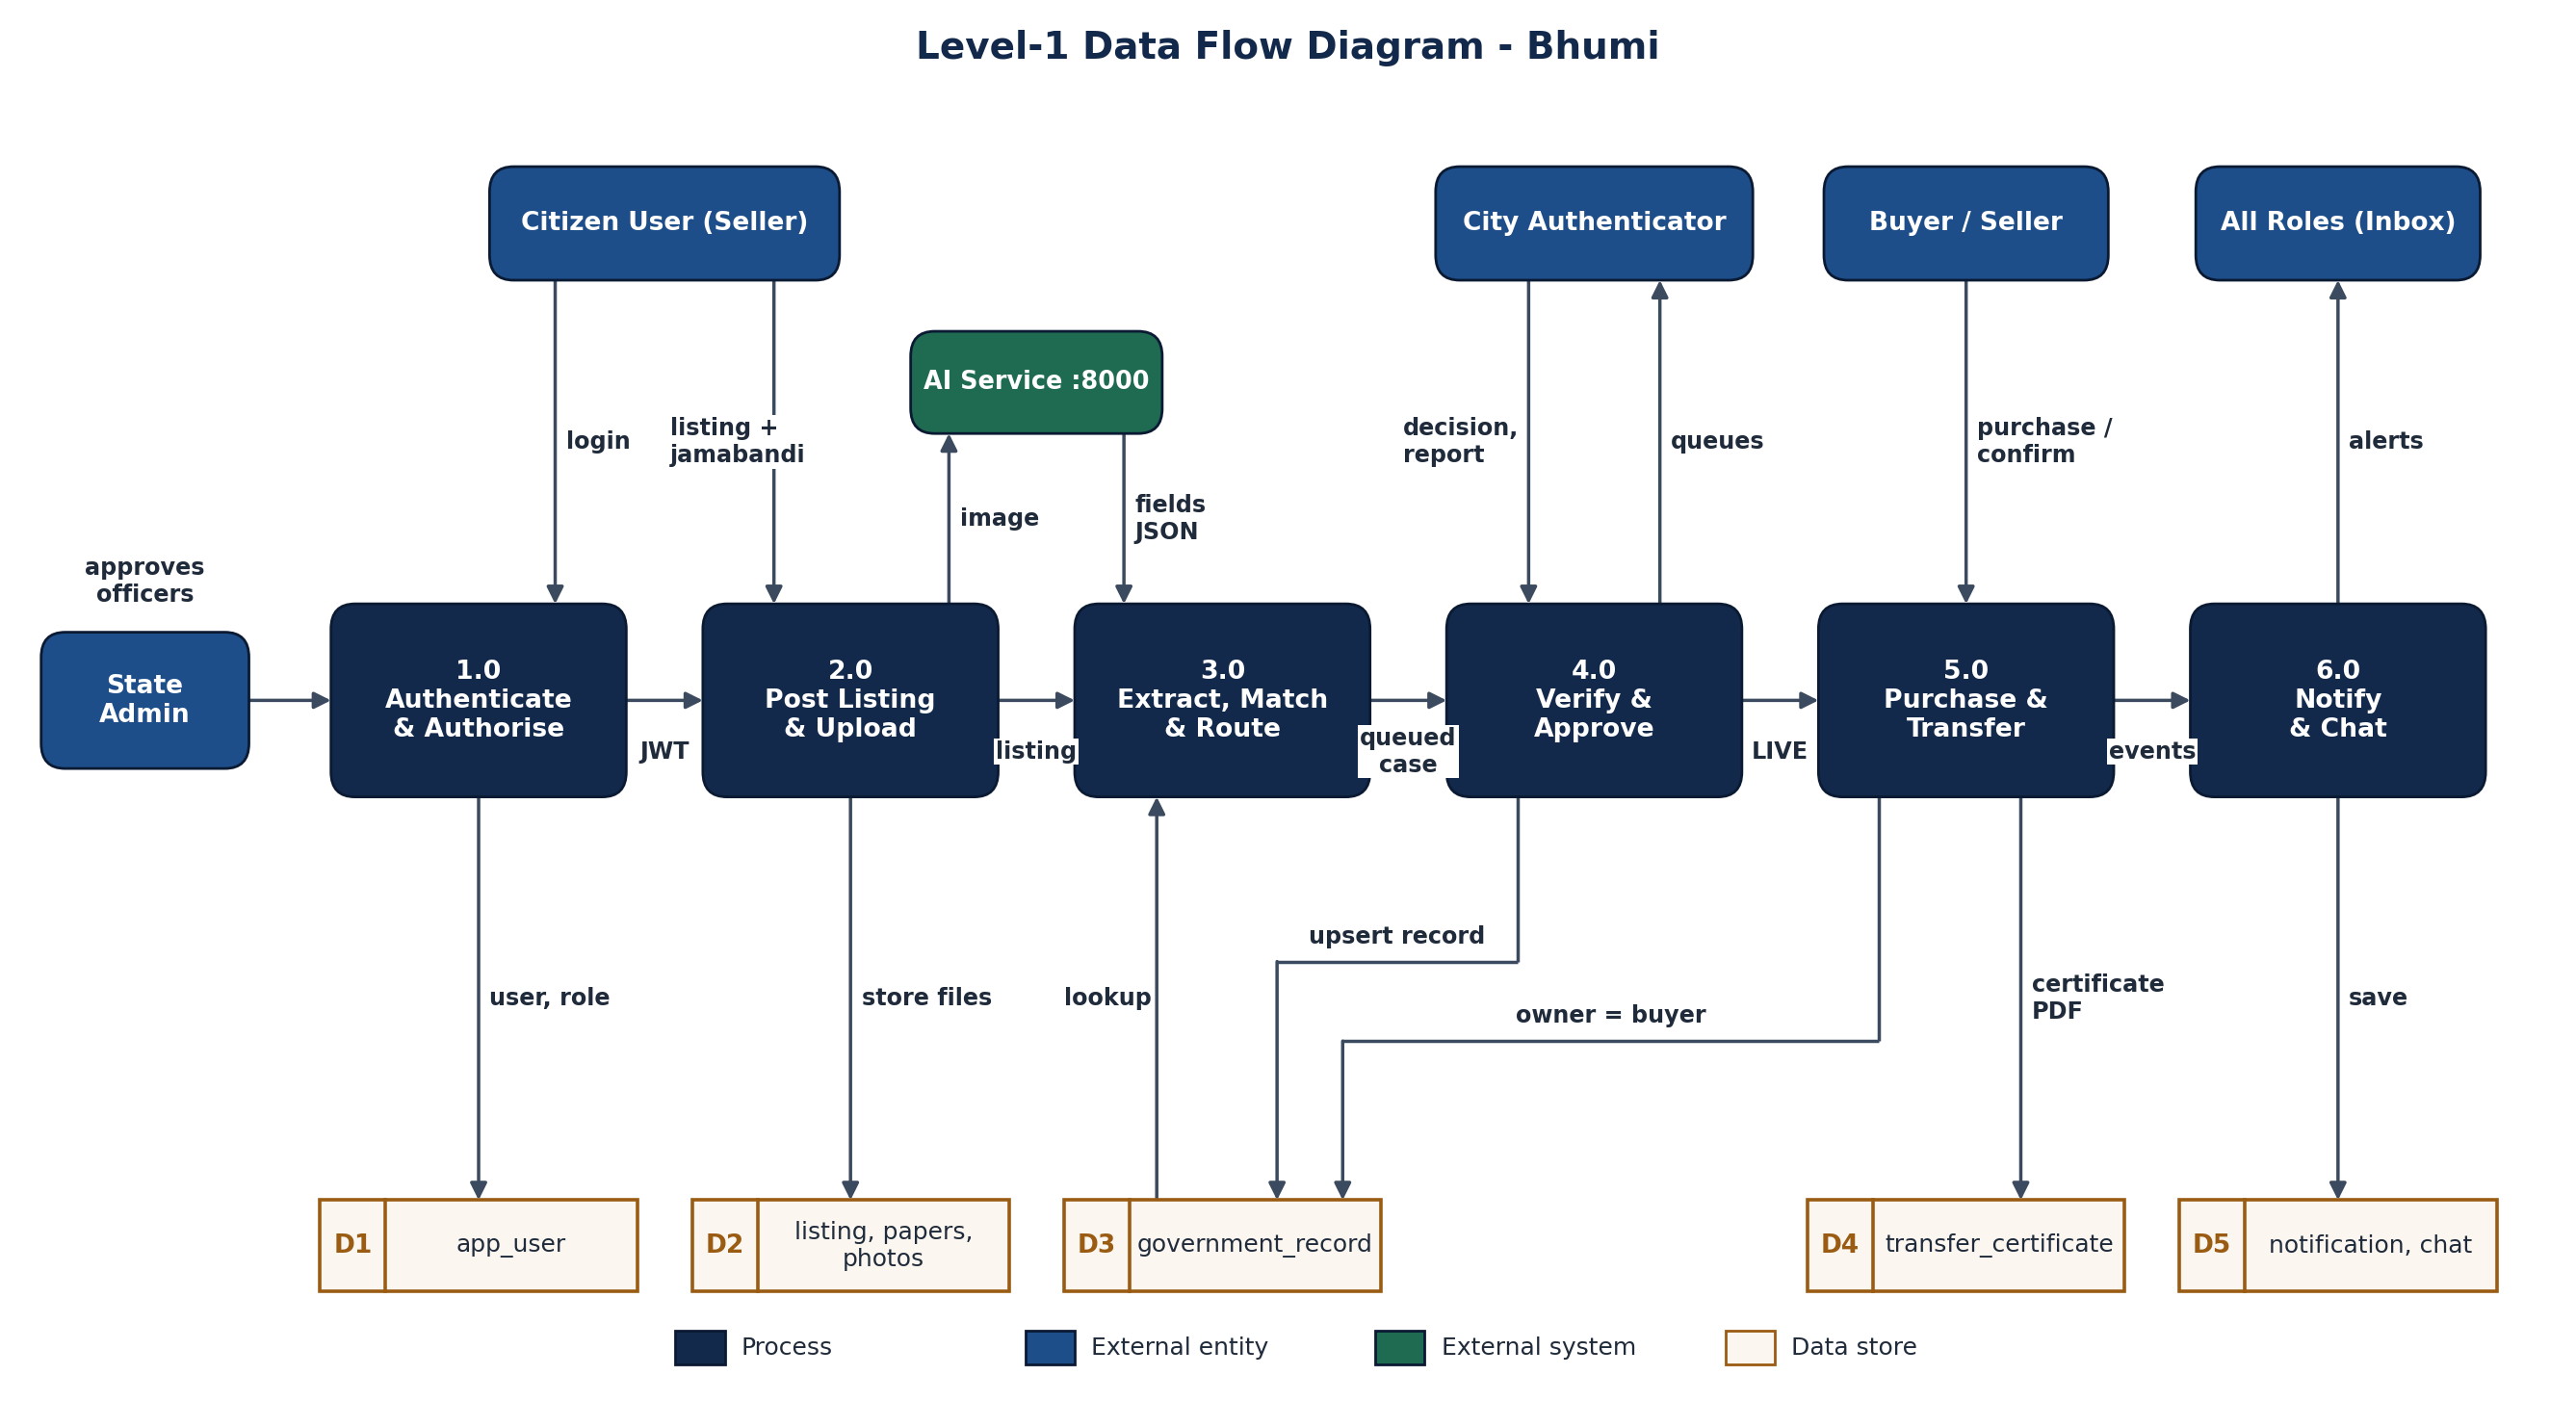 Level-1 Data Flow Diagram - Bhumi
Citizen User (Seller)
City Authenticator
Buyer / Seller
All Roles (Inbox)
AI Service :8000
login
listing +
jamabandi
image
fields
JSON
decision,
report
queues
purchase /
confirm
alerts
approves
officers
State
Admin
1.0
Authenticate
& Authorise
JWT
2.0
Post Listing
& Upload
listing
3.0
Extract, Match
& Route
queued
case
4.0
Verify &
Approve
LIVE
5.0
Purchase &
Transfer
events
6.0
Notify
& Chat
user, role
store files
lookup
upsert record
owner = buyer
certificate
PDF
save
D1
app_user
D2
listing, papers,
photos
D3
government_record
D4
transfer_certificate
D5
notification, chat
Process
External entity
External system
Data store